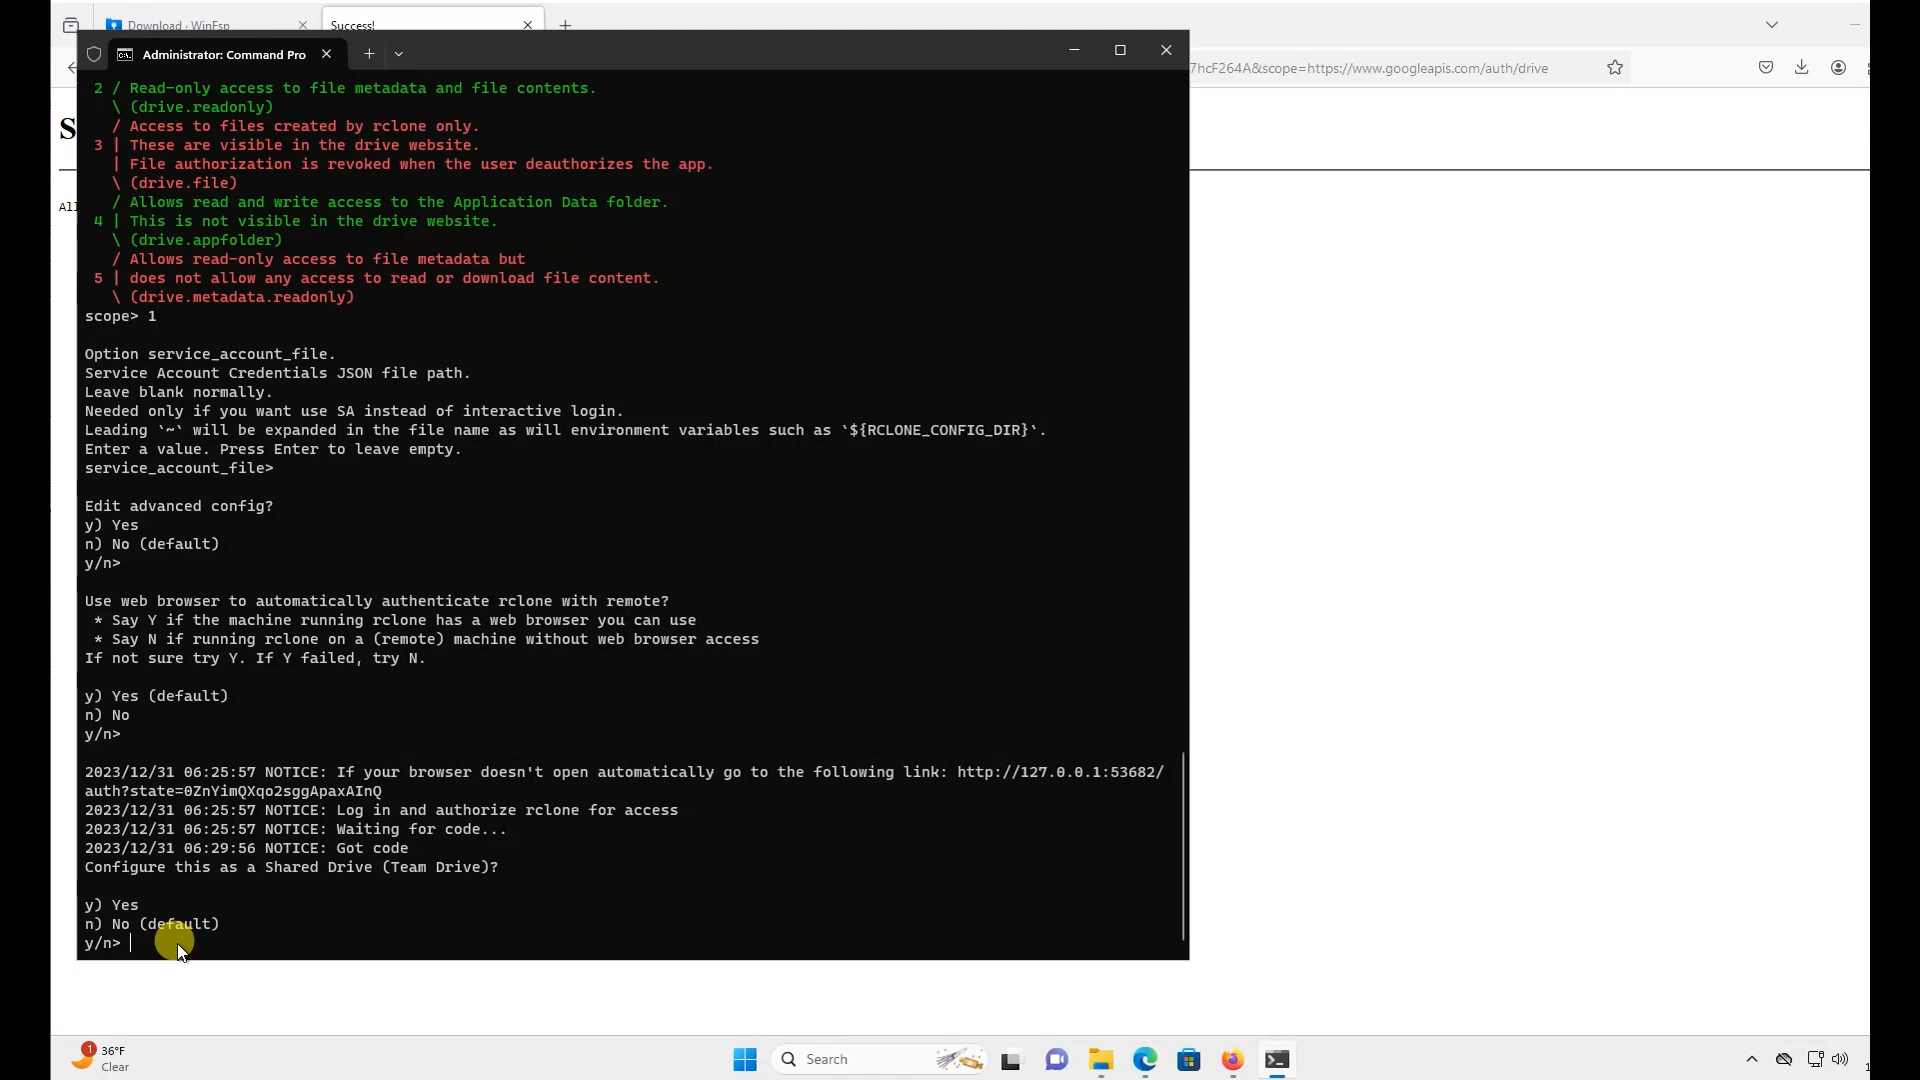 Download - WinFsp
Success!
Administrator: Command Pro
7hcF264A&scope=https://www.googleapis.com/auth/drive
S
All
2 / Read-only access to file metadata and file contents.
\ (drive.readonly)
/ Access to files created by rclone only.
3 | These are visible in the drive website.
| File authorization is revoked when the user deauthorizes the app.
\ (drive.file)
/ Allows read and write access to the Application Data folder.
4 | This is not visible in the drive website.
\ (drive.appfolder)
/ Allows read-only access to file metadata but
5 | does not allow any access to read or download file content.
\ (drive.metadata.readonly)
scope> 1
Option service_account_file.
Service Account Credentials JSON file path.
Leave blank normally.
Needed only if you want use SA instead of interactive login.
Leading `~` will be expanded in the file name as will environment variables such as `${RCLONE_CONFIG_DIR}`.
Enter a value. Press Enter to leave empty.
service_account_file>
Edit advanced config?
y) Yes
n) No (default)
y/n>
Use web browser to automatically authenticate rclone with remote?
* Say Y if the machine running rclone has a web browser you can use
* Say N if running rclone on a (remote) machine without web browser access
If not sure try Y. If Y failed, try N.
y) Yes (default)
n) No
y/n>
2023/12/31 06:25:57 NOTICE: If your browser doesn't open automatically go to the following link: http://127.0.0.1:53682/
auth?state=0ZnYimQXqo2sggApaxAInQ
2023/12/31 06:25:57 NOTICE: Log in and authorize rclone for access
2023/12/31 06:25:57 NOTICE: Waiting for code...
2023/12/31 06:29:56 NOTICE: Got code
Configure this as a Shared Drive (Team Drive)?
y) Yes
n) No (default)
y/n>
1
36°F
Clear
Search